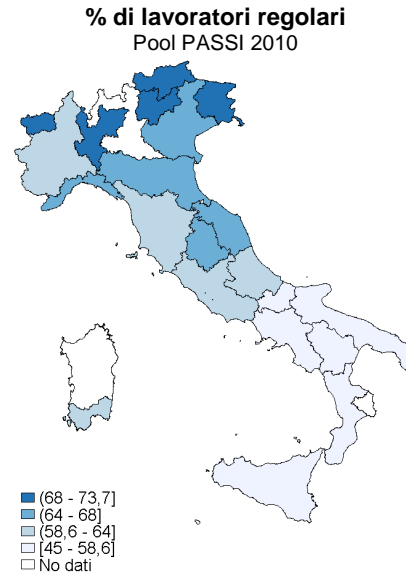 % di lavoratori regolari
Pool PASSI 2010
(68 - 73,7]
(64 - 68]
(58,6 - 64]
[45 - 58,6]
No dati